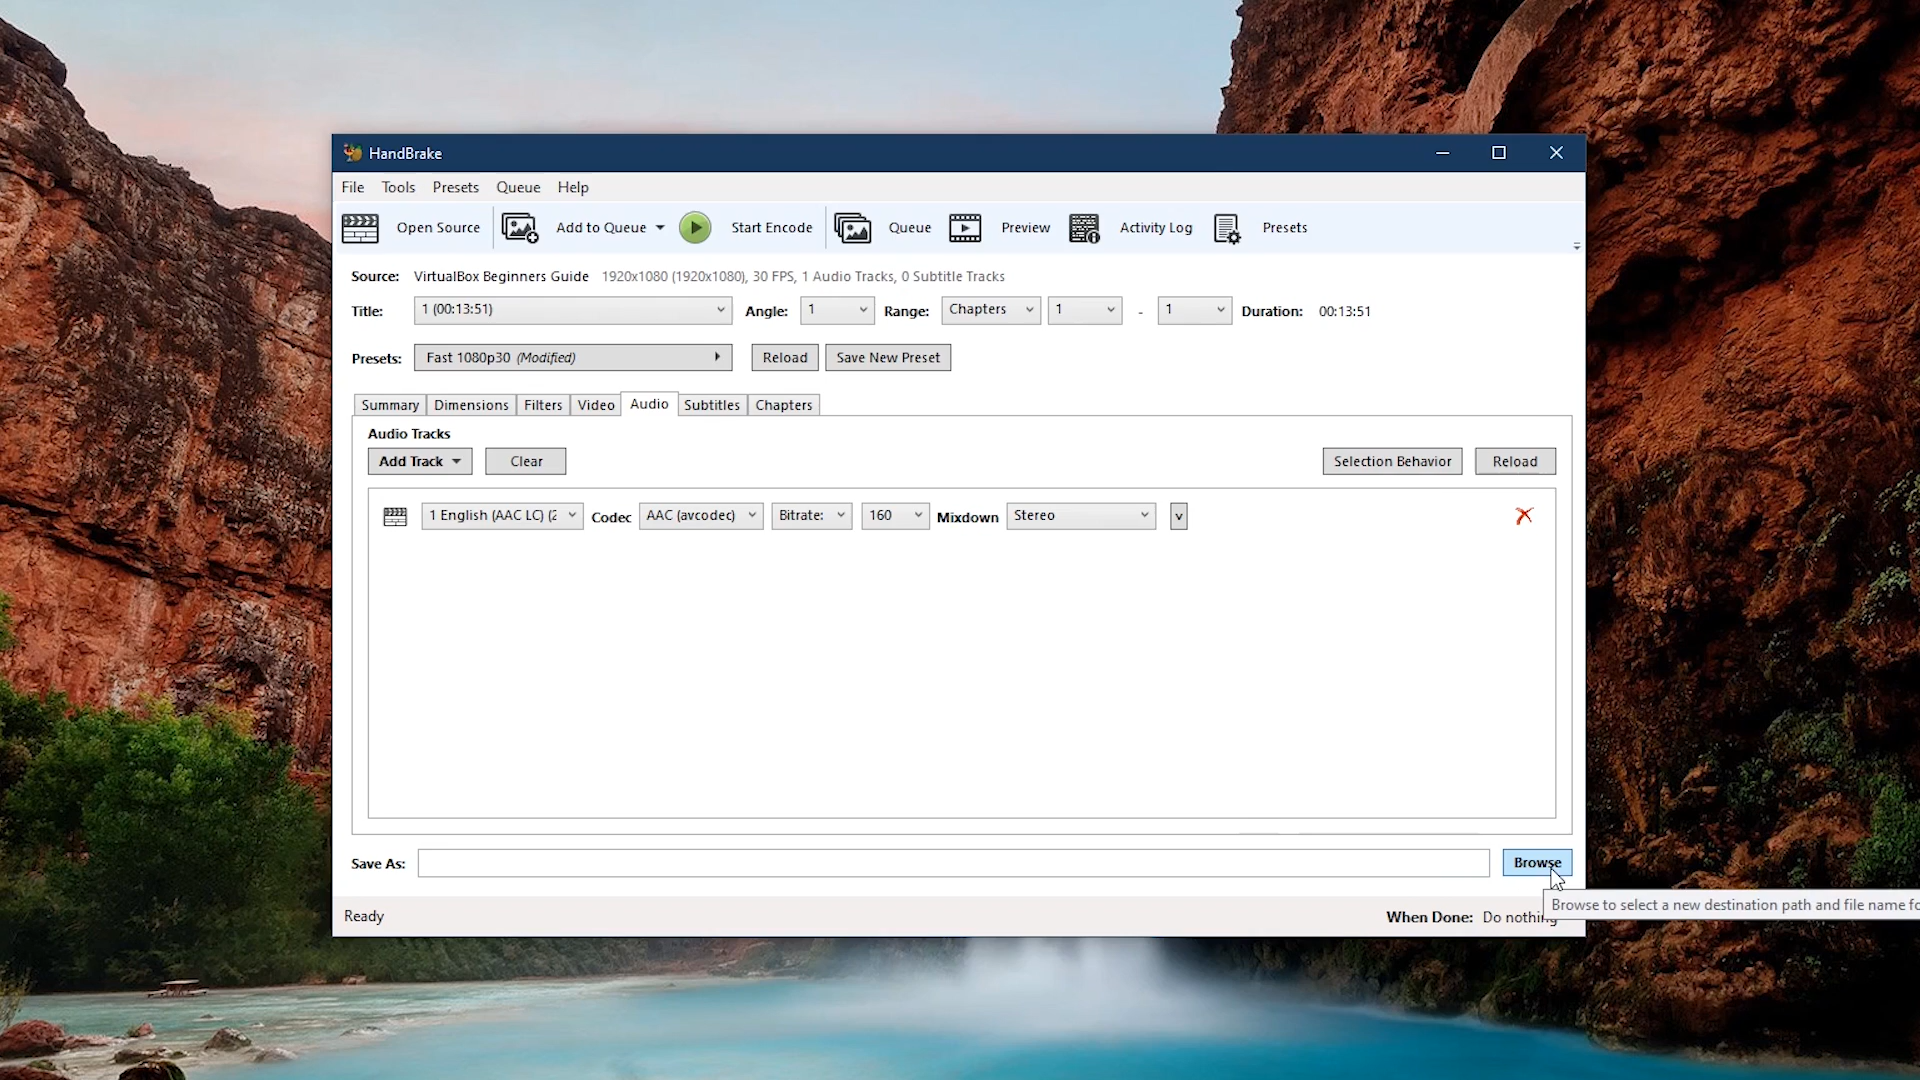 HandBrake
File Tools Presets Queue Help
Open Source Add to Queue Start Encode Queue Preview Activity Log Presets
Source: VirtualBox Beginners Guide 1920x1080 (1920x1080), 30 FPS, 1 Audio Tracks, 0 Subtitle Tracks
Title: 1 (00:13:51) Angle: 1 Range: Chapters 1 - 1 Duration: 00:13:51
Presets: Fast 1080p30 (Modified) Reload Save New Preset
Summary Dimensions Filters Video Audio Subtitles Chapters
Audio Tracks
Add Track Clear Selection Behavior Reload
1 English (AAC LC) (2 Codec AAC (avcodec) Bitrate: 160 Mixdown Stereo v
Save As: Browse
Browse to select a new destination path and file name fo
Ready When Done: Do nothing